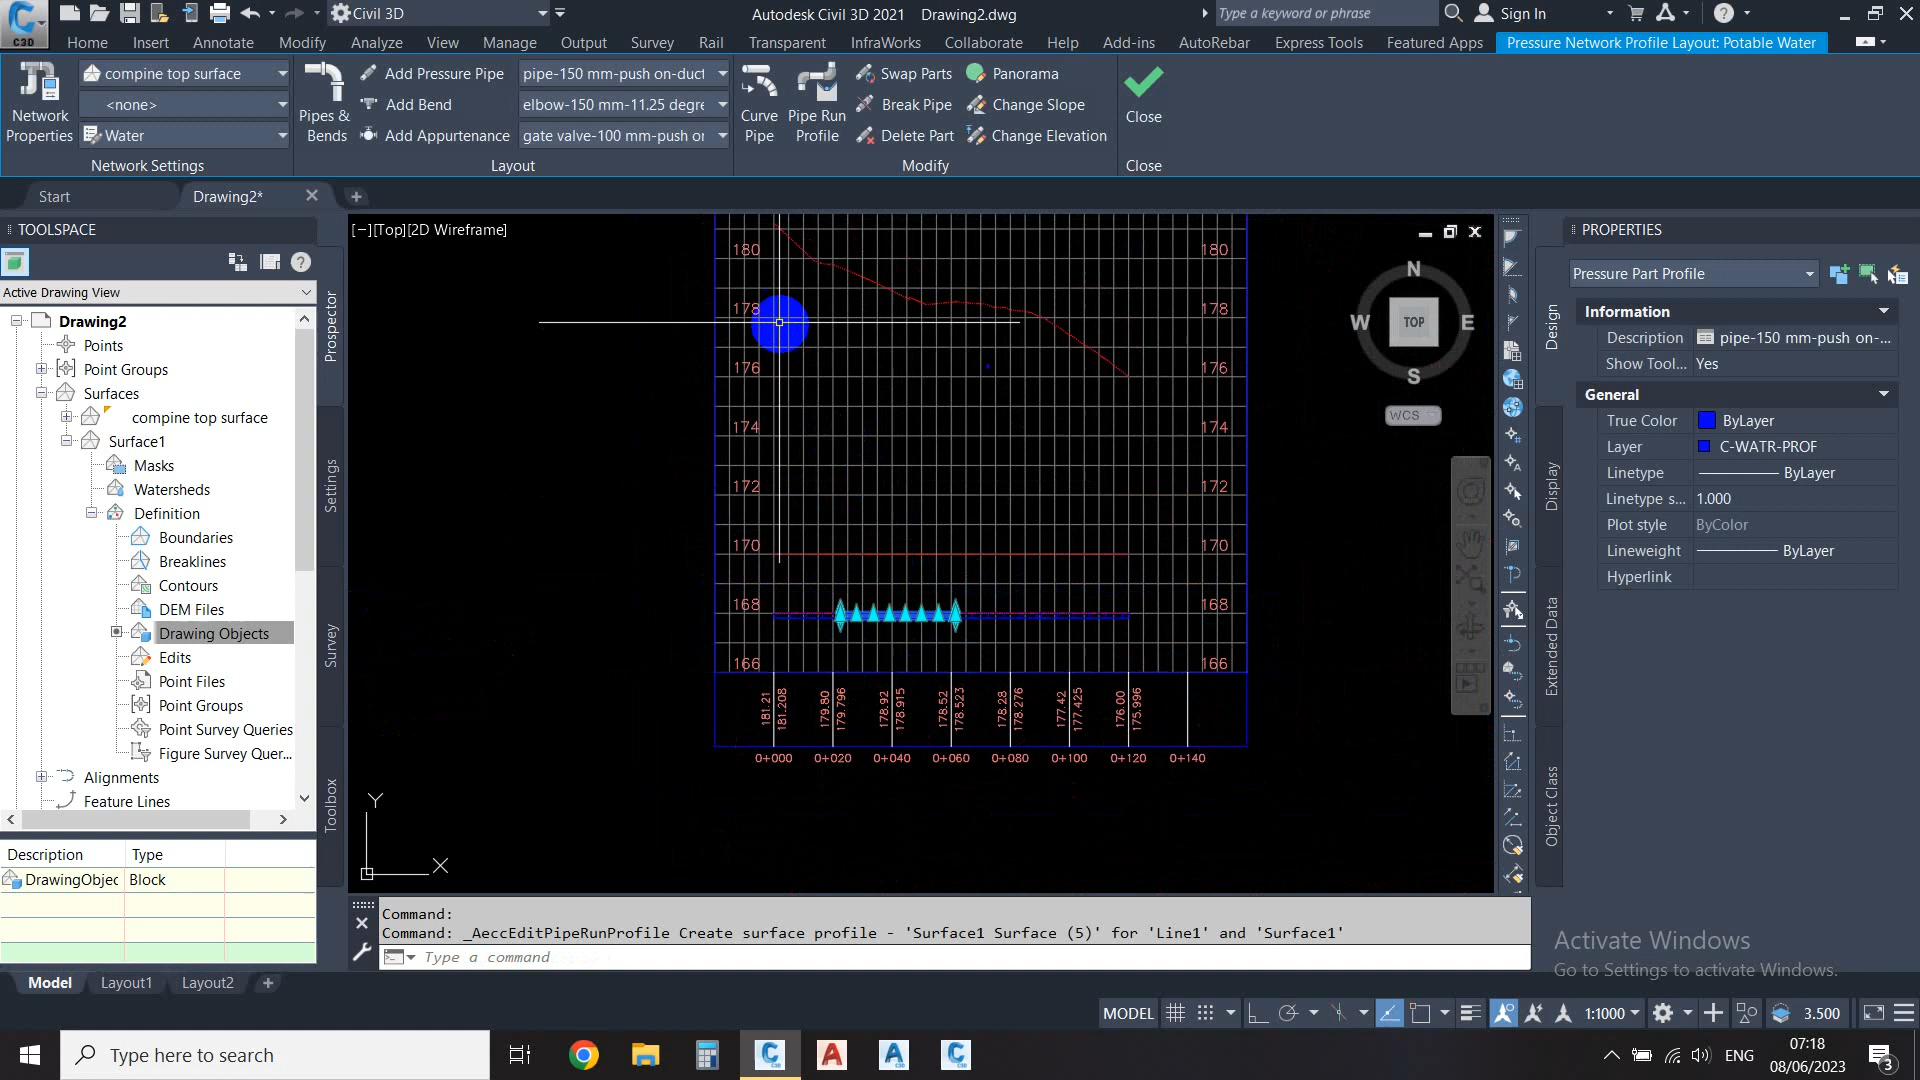 Civil 3D
Autodesk Civil 3D 2021 Drawing2.dwg
Type a keyword or phrase
Sign In
C3D
Home Insert Annotate Modify Analyze View Manage Output Survey Rail Transparent InfraWorks Collaborate Help Add-ins AutoRebar Express Tools Featured Apps Pressure Network Profile Layout: Potable Water
Network Properties
compine top surface
<none>
Water
Network Settings
Pipes & Bends
Add Pressure Pipe
Add Bend
Add Appurtenance
pipe-150 mm-push on-duct
elbow-150 mm-11.25 degre
gate valve-100 mm-push or
Layout
Curve Pipe
Pipe Run Profile
Swap Parts
Break Pipe
Delete Part
Panorama
Change Slope
Change Elevation
Modify
Close
Close
Start
Drawing2*
TOOLSPACE
Active Drawing View
Drawing2
Points
Point Groups
Surfaces
compine top surface
Surface1
Masks
Watersheds
Definition
Boundaries
Breaklines
Contours
DEM Files
Drawing Objects
Edits
Point Files
Point Groups
Point Survey Queries
Figure Survey Quer...
Alignments
Feature Lines
Description Type
DrawingObjec Block
Prospector
Settings
Survey
Toolbox
[−][Top][2D Wireframe]
180 180
178 178
176 176
174 174
172 172
170 170
168 168
166 166
181.21 181.208
179.80 179.796
178.92 178.915
178.52 178.523
178.28 178.276
177.42 177.425
176.00 175.996
0+000 0+020 0+040 0+060 0+080 0+100 0+120 0+140
N
W TOP E
S
WCS
Y
X
PROPERTIES
Pressure Part Profile
Information
Description pipe-150 mm-push on-...
Show Tool... Yes
General
True Color ByLayer
Layer C-WATR-PROF
Linetype ByLayer
Linetype s... 1.000
Plot style ByColor
Lineweight ByLayer
Hyperlink
Design
Display
Extended Data
Object Class
Command:
Command: _AeccEditPipeRunProfile Create surface profile - 'Surface1 Surface (5)' for 'Line1' and 'Surface1'
Type a command
Activate Windows
Go to Settings to activate Windows.
Model Layout1 Layout2
MODEL
1:1000
3.500
Type here to search
C3D
ENG
07:18
08/06/2023
3